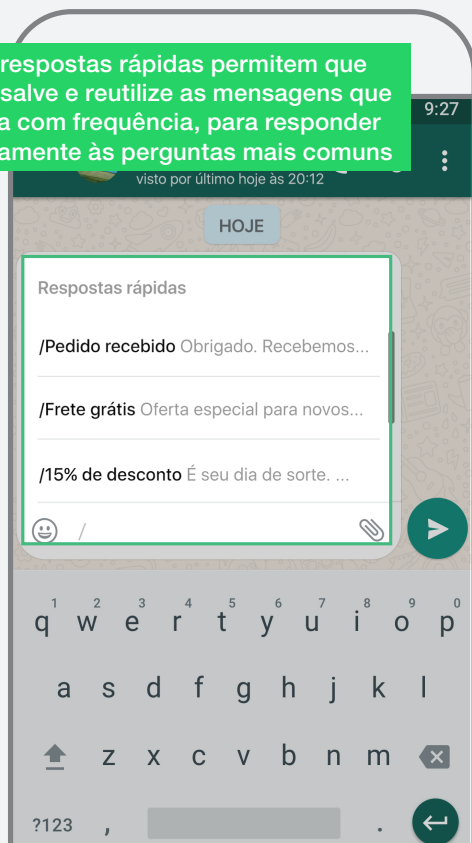 respostas rápidas permitem que
salve e reutilize as mensagens que
a com frequência, para responder
amente às perguntas mais comuns
9:27
visto por último hoje às 20:12
HOJE
Respostas rápidas
/Pedido recebido Obrigado. Recebemos...
/Frete grátis Oferta especial para novos...
/15% de desconto É seu dia de sorte. ...
/
1 2 3 4 5 6 7 8 9 0
q w e r t y u i o p
a s d f g h j k l
z x c v b n m
?123 , .